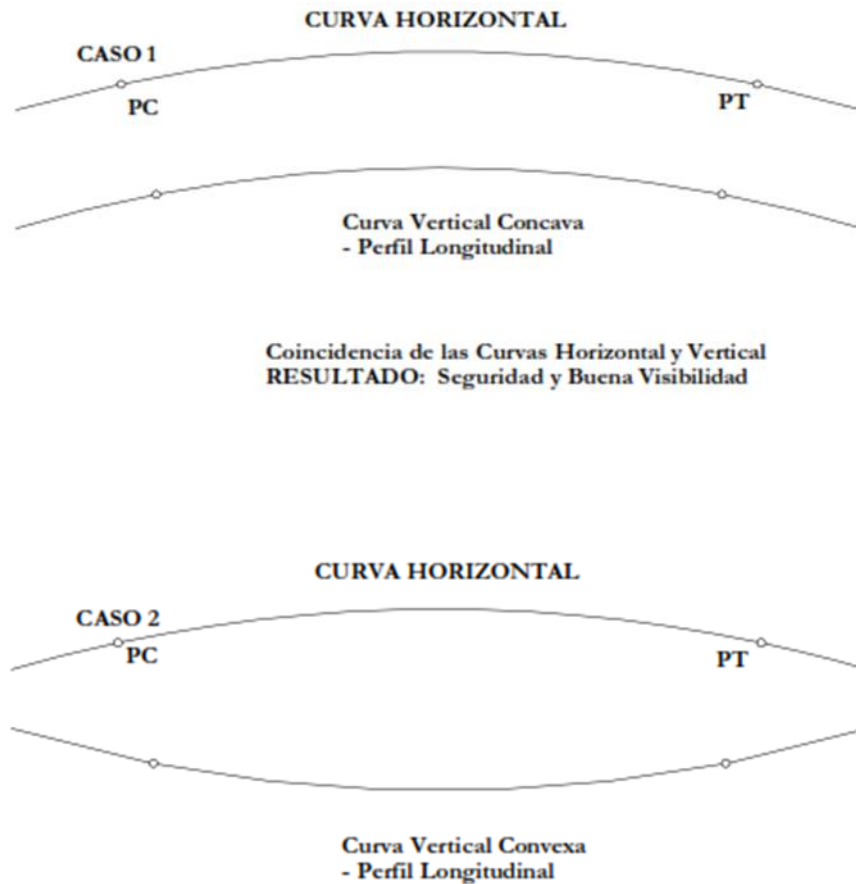 CURVA HORIZONTAL
CASO 1
PC
PT
Curva Vertical Concava
- Perfil Longitudinal
Coincidencia de las Curvas Horizontal y Vertical
RESULTADO: Seguridad y Buena Visibilidad
CURVA HORIZONTAL
CASO 2
PC
PT
Curva Vertical Convexa
- Perfil Longitudinal